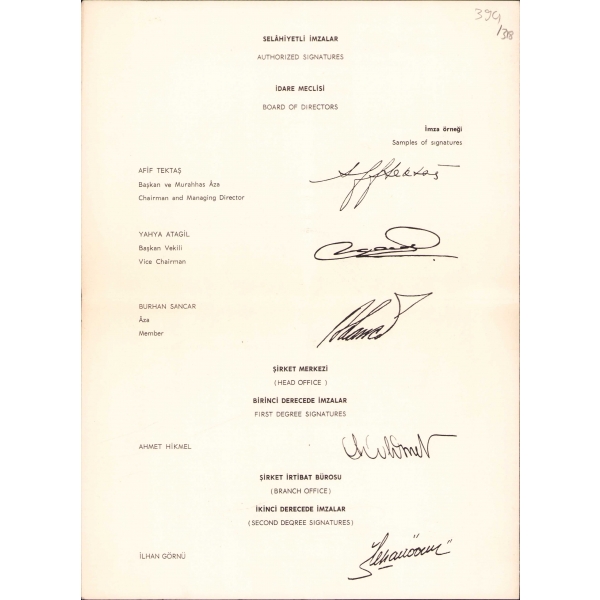 394
/318
SELÂHİYETLİ İMZALAR
AUTHORIZED SIGNATURES
İDARE MECLİSİ
BOARD OF DIRECTORS
İmza örneği
Samples of signatures
AFİF TEKTAŞ
Başkan ve Murahhas Âza
Chairman and Managing Director
YAHYA ATAGİL
Başkan Vekili
Vice Chairman
BURHAN SANCAR
Âza
Member
ŞİRKET MERKEZİ
(HEAD OFFICE )
BİRİNCİ DERECEDE İMZALAR
FIRST DEGREE SIGNATURES
AHMET HİKMEL
ŞİRKET İRTİBAT BÜROSU
(BRANCH OFFICE)
İKİNCİ DERECEDE İMZALAR
(SECOND DEQREE SIGNATURES)
İLHAN GÖRNÜ